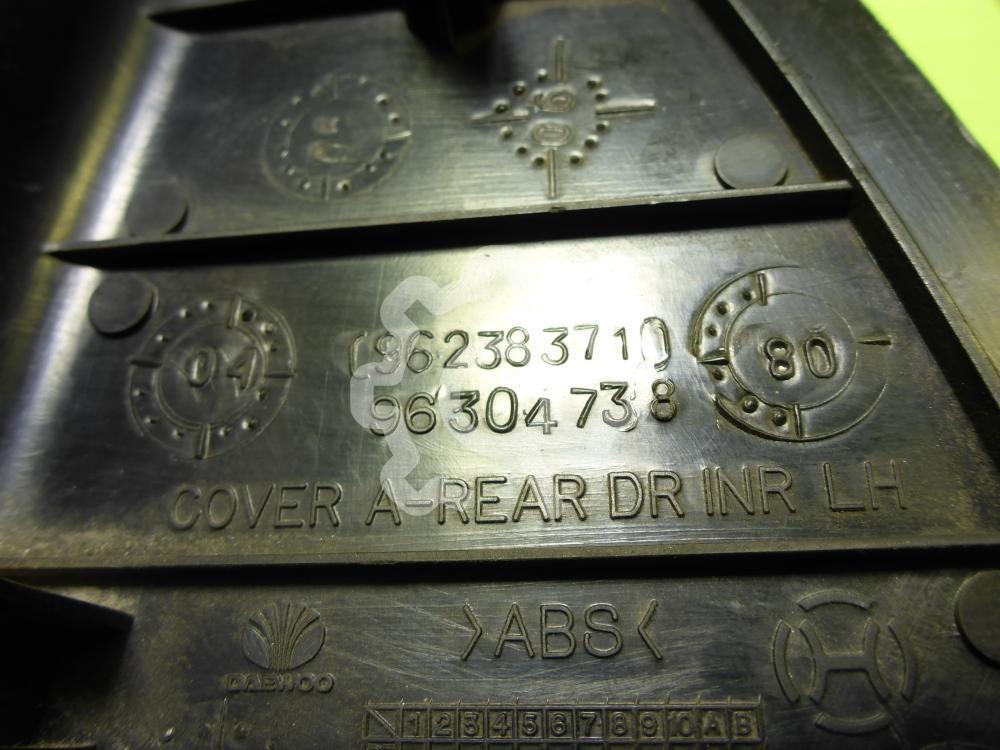 04
(96238371)
80
96304738
COVER A-REAR DR INR LH
>ABS<
DAEWOO
1 2 3 4 5 6 7 8 9 10 A B